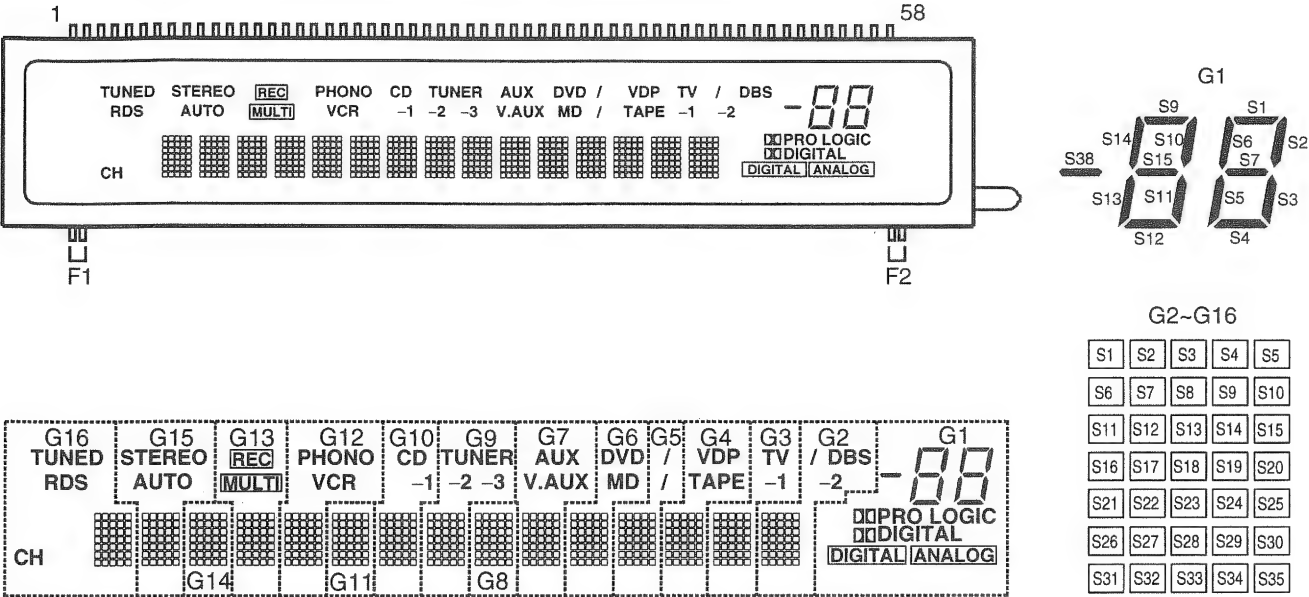 1 58
TUNED STEREO REC PHONO CD TUNER AUX DVD / VDP TV / DBS
RDS AUTO MULTI VCR –1 –2 –3 V.AUX MD / TAPE –1 –2
-88
PRO LOGIC
DIGITAL
CH
DIGITAL ANALOG
F1 F2
G1
S9 S1
S14 S10 S6 S2
S38 S15 S7
S13 S11 S5 S3
S12 S4
G2~G16
S1 S2 S3 S4 S5
S6 S7 S8 S9 S10
S11 S12 S13 S14 S15
S16 S17 S18 S19 S20
S21 S22 S23 S24 S25
S26 S27 S28 S29 S30
S31 S32 S33 S34 S35
G16 G15 G13 G12 G10 G9 G7 G6 G5 G4 G3 G2 G1
TUNED STEREO REC PHONO CD TUNER AUX DVD / VDP TV / DBS
RDS AUTO MULTI VCR –1 –2 –3 V.AUX MD / TAPE –1 –2
-88
PRO LOGIC
DIGITAL
CH
DIGITAL ANALOG
G14 G11 G8